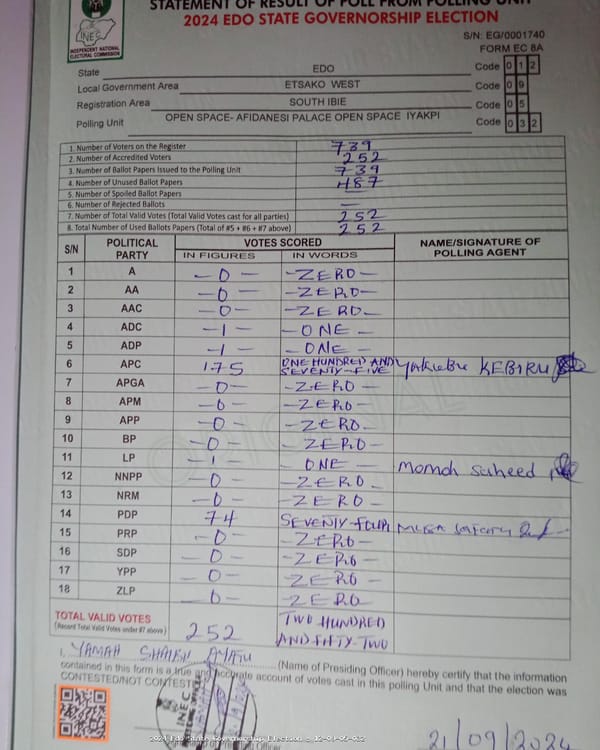 STATEMENT OF RESULT OF POLL FROM POLLING UNIT
2024 EDO STATE GOVERNORSHIP ELECTION
INEC
INDEPENDENT NATIONAL ELECTORAL COMMISSION
S/N: EG/0001740
FORM EC 8A
State EDO Code 0 1 2
Local Government Area ETSAKO WEST Code 0 9
Registration Area SOUTH IBIE Code 0 5
Polling Unit OPEN SPACE- AFIDANESI PALACE OPEN SPACE IYAKPI Code 0 3 2
1. Number of Voters on the Register 739
2. Number of Accredited Voters 252
3. Number of Ballot Papers Issued to the Polling Unit 739
4. Number of Unused Ballot Papers 487
5. Number of Spoiled Ballot Papers —
6. Number of Rejected Ballots —
7. Number of Total Valid Votes (Total Valid Votes cast for all parties) 252
8. Total Number of Used Ballots Papers (Total of #5 + #6 + #7 above) 252
S/N POLITICAL PARTY VOTES SCORED NAME/SIGNATURE OF POLLING AGENT
IN FIGURES IN WORDS
1 A -0- -ZERO-
2 AA -0- -ZERO-
3 AAC -0- -ZERO-
4 ADC -1- -ONE-
5 ADP -1- -ONE-
6 APC 175 ONE HUNDRED AND SEVENTY-FIVE KEBIRU
7 APGA -0- -ZERO-
8 APM -0- -ZERO-
9 APP -0- -ZERO-
10 BP -0- -ZERO-
11 LP -1- -ONE- momoh saheed
12 NNPP -0- -ZERO-
13 NRM -0- -ZERO-
14 PDP 74 SEVENTY-FOUR
15 PRP -0- -ZERO-
16 SDP -0- -ZERO-
17 YPP -0- -ZERO-
18 ZLP -0- -ZERO
TOTAL VALID VOTES 252 TWO HUNDRED AND FIFTY-TWO
(Record Total Valid Votes under #7 above)
I, YAMAH (Name of Presiding Officer) hereby certify that the information
contained in this form is a true and accurate account of votes cast in this polling Unit and that the election was
CONTESTED/NOT CONTESTED
INEC
2024 Edo State Governorship Election - 12-09-05-032
21/09/2024